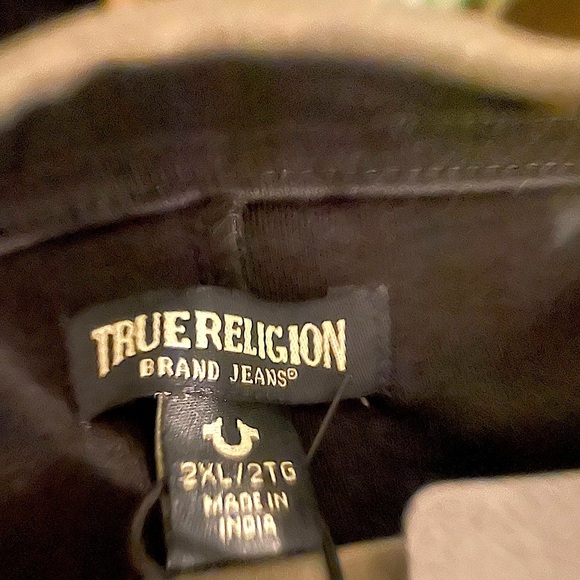 TRUE RELIGION
BRAND JEANS®
2XL/2TG
MADE IN
INDIA